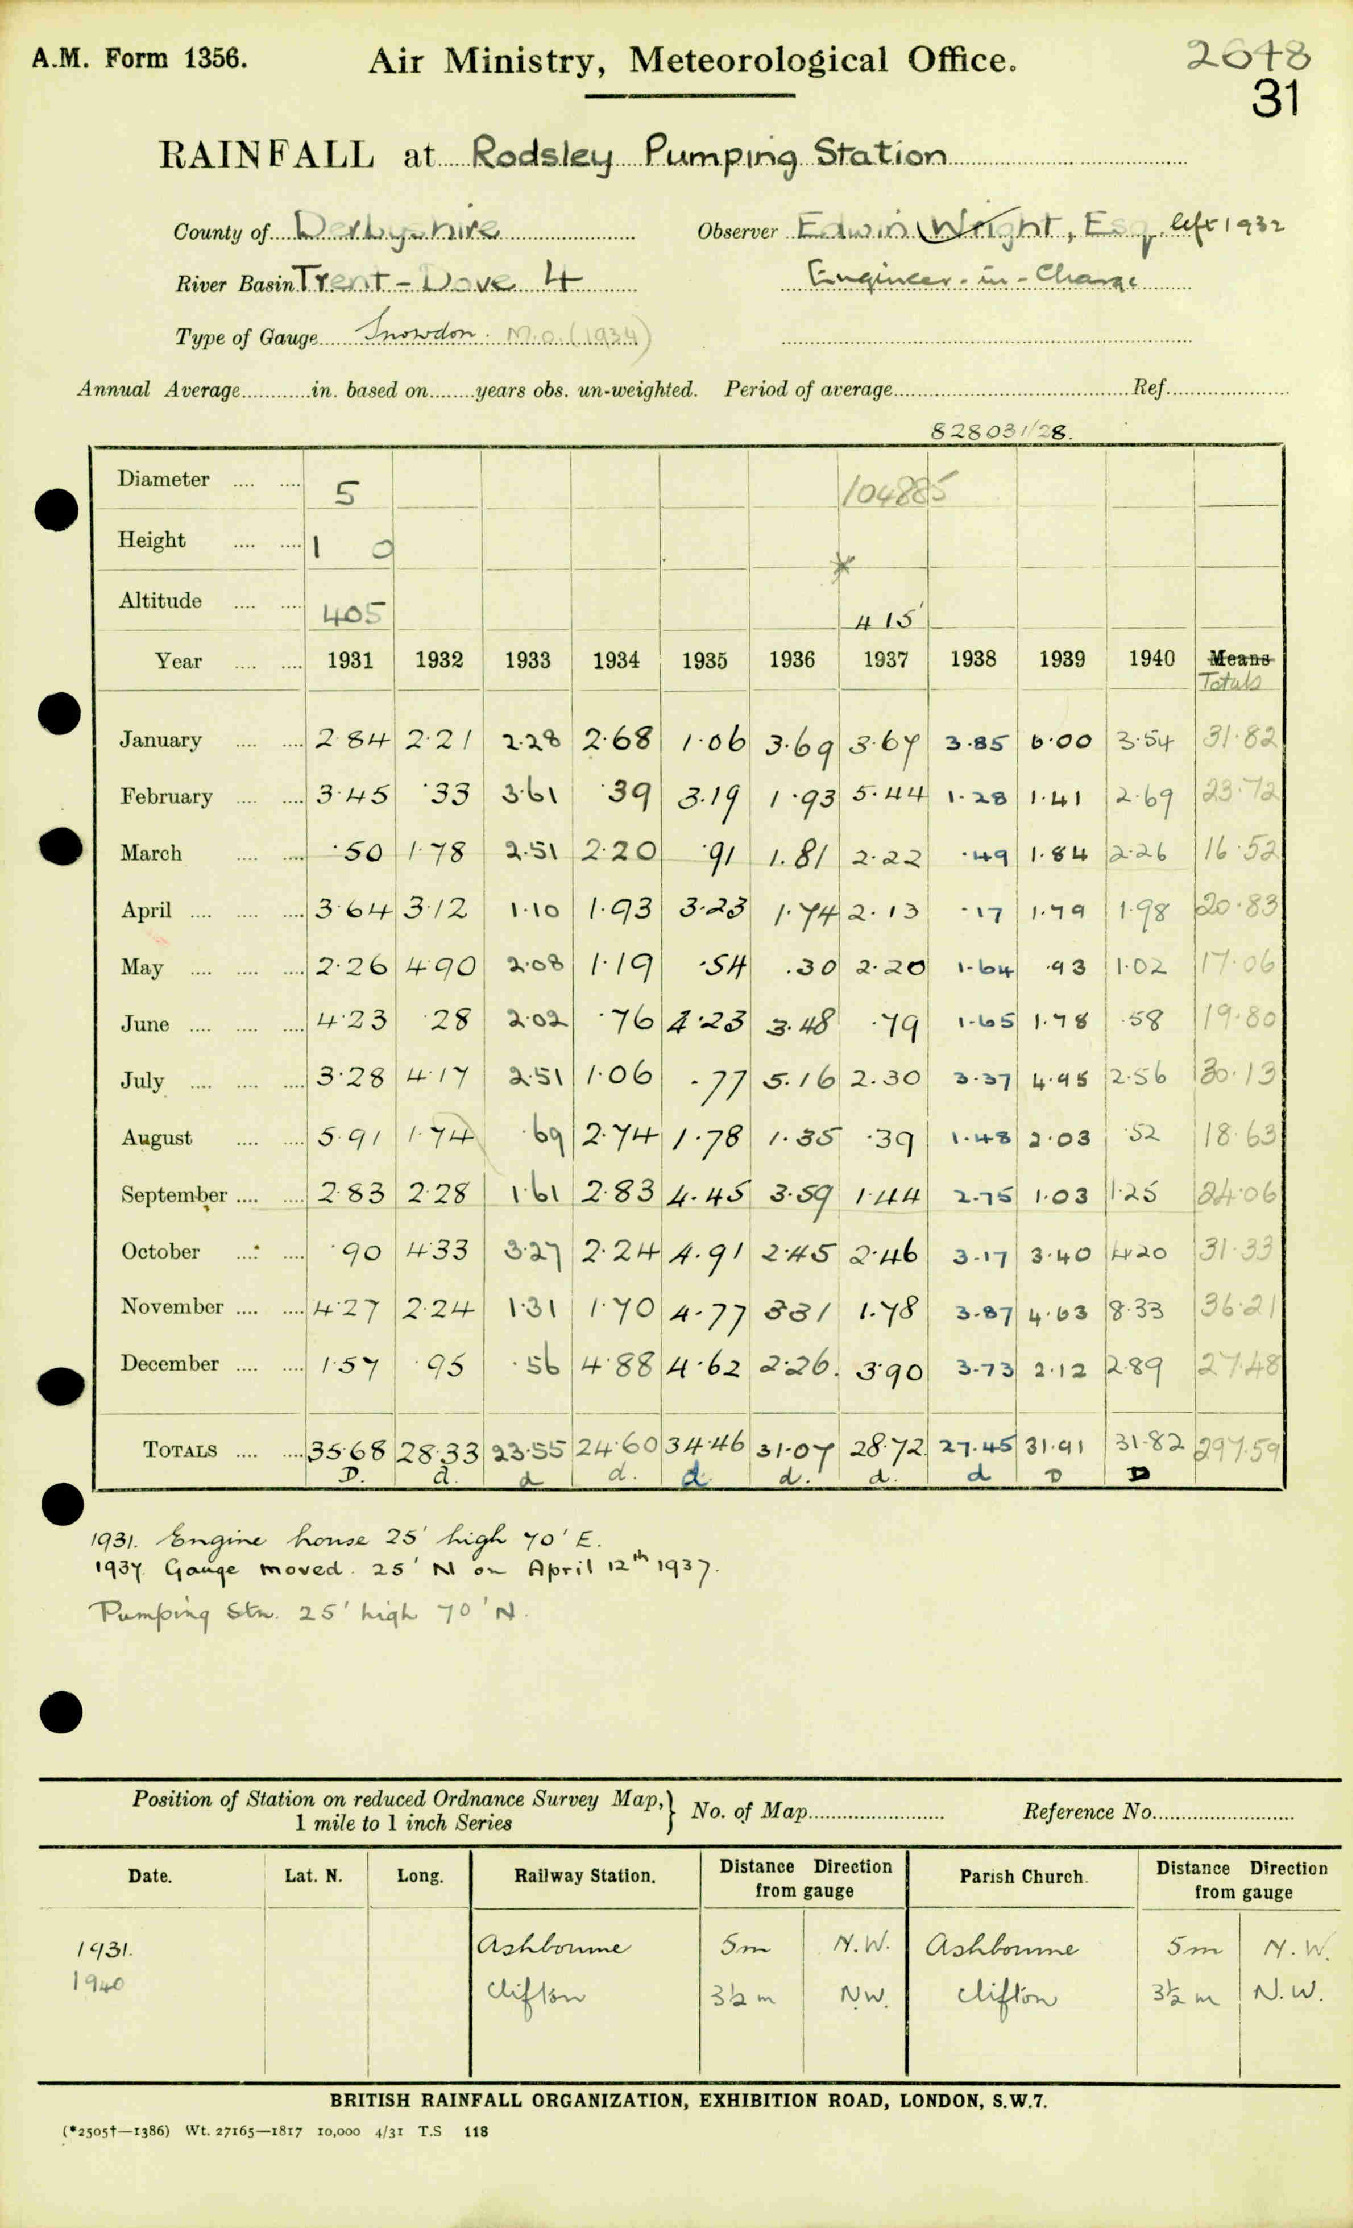 A.M. Form 1356. Air Ministry, Meteorological Office. 2648
31
RAINFALL at Rodsley Pumping Station
County of Derbyshire Observer Edwin Wright, Esq. left 1932
River Basin Trent - Dove 4 Engineer-in-Charge
Type of Gauge Snowdon. M.O. (1934)
Annual Average in. based on years obs. un-weighted. Period of average Ref.
828031/28.
Diameter 5 104885
Height 1 0 *
Altitude 405 415'
Year 1931 1932 1933 1934 1935 1936 1937 1938 1939 1940 Means
Totals
January 2.84 2.21 2.28 2.68 1.06 3.69 3.67 3.85 6.00 3.54 31.82
February 3.45 .33 3.61 .39 3.19 1.93 5.44 1.28 1.41 2.69 23.72
March .50 1.78 2.51 2.20 .91 1.81 2.22 .49 1.84 2.26 16.52
April 3.64 3.12 1.10 1.93 3.23 1.74 2.13 .17 1.79 1.98 20.83
May 2.26 4.90 2.08 1.19 .54 .30 2.20 1.64 .93 1.02 17.06
June 4.23 .28 2.02 .76 4.23 3.48 .79 1.65 1.78 .58 19.80
July 3.28 4.17 2.51 1.06 .77 5.16 2.30 3.37 4.95 2.56 30.13
August 5.91 1.74 .69 2.74 1.78 1.35 .39 1.48 2.03 .52 18.63
September 2.83 2.28 1.61 2.83 4.45 3.59 1.44 2.75 1.03 1.25 24.06
October .90 4.33 3.27 2.24 4.91 2.45 2.46 3.17 3.40 4.20 31.33
November 4.27 2.24 1.31 1.70 4.77 3.31 1.78 3.87 4.63 8.33 36.21
December 1.57 .95 .56 4.88 4.62 2.26 3.90 3.73 2.12 2.89 27.48
TOTALS 35.68 28.33 23.55 24.60 34.46 31.07 28.72 27.45 31.91 31.82 297.59
D. d. d d. d d. d. d D D
1931. Engine house 25' high 70' E.
1937. Gauge moved. 25' N on April 12th 1937.
Pumping Stn. 25' high 70' N.
Position of Station on reduced Ordnance Survey Map, 1 mile to 1 inch Series } No. of Map Reference No.
Date. Lat. N. Long. Railway Station. Distance Direction from gauge Parish Church. Distance Direction from gauge
1931. Ashbourne 5m N.W. Ashbourne 5m N.W.
1940 Clifton 3½ m N.W. Clifton 3½ m N.W.
BRITISH RAINFALL ORGANIZATION, EXHIBITION ROAD, LONDON, S.W.7.
(*2505†—1386) Wt. 27165—1817 10,000 4/31 T.S 118